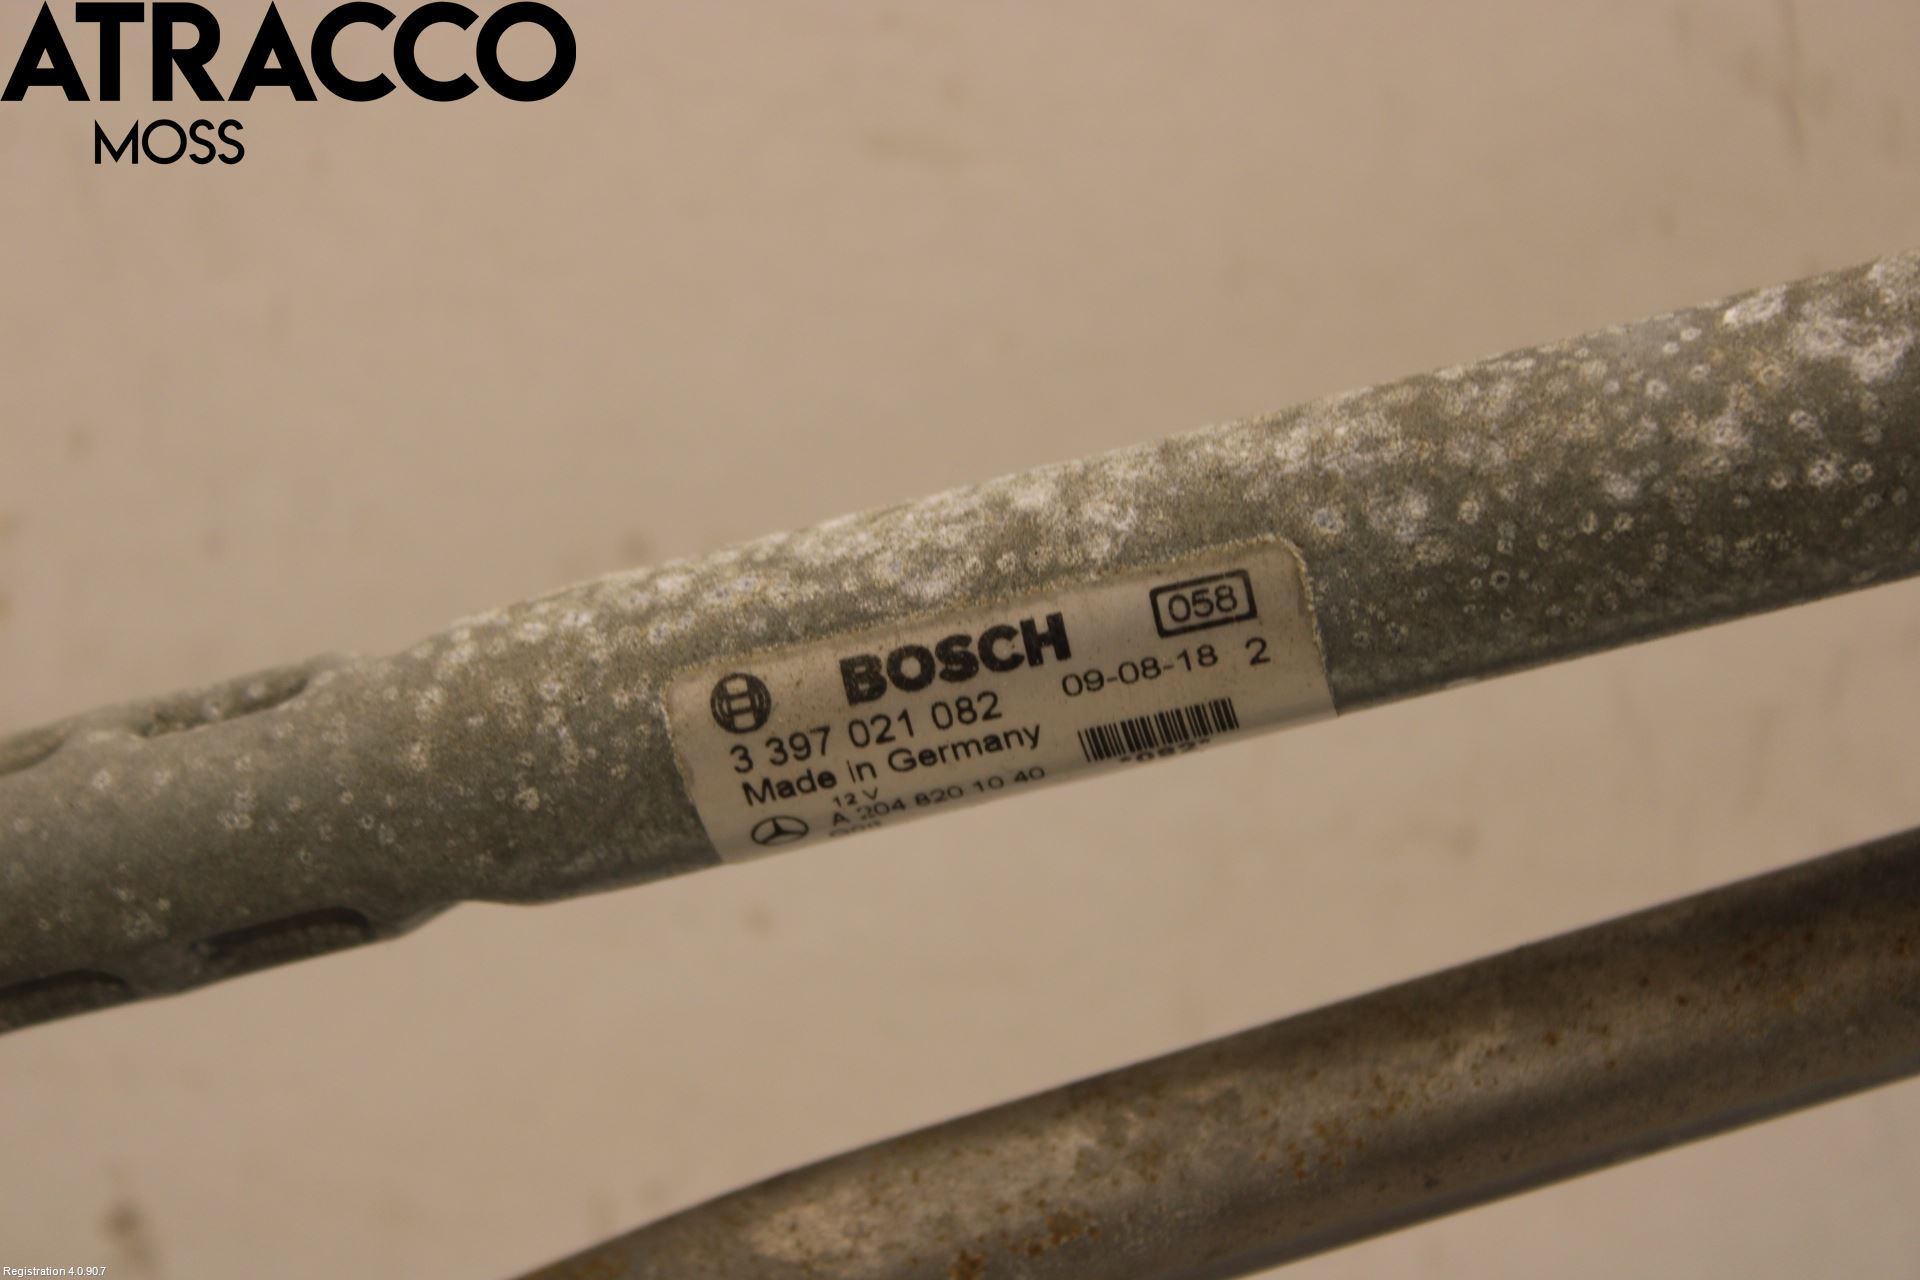 ATRACCO
MOSS
058
BOSCH
3 397 021 082 09-08-18 2
Made in Germany
12 V
A 204 820 10 40
*082*
Registration 4.0.90.7